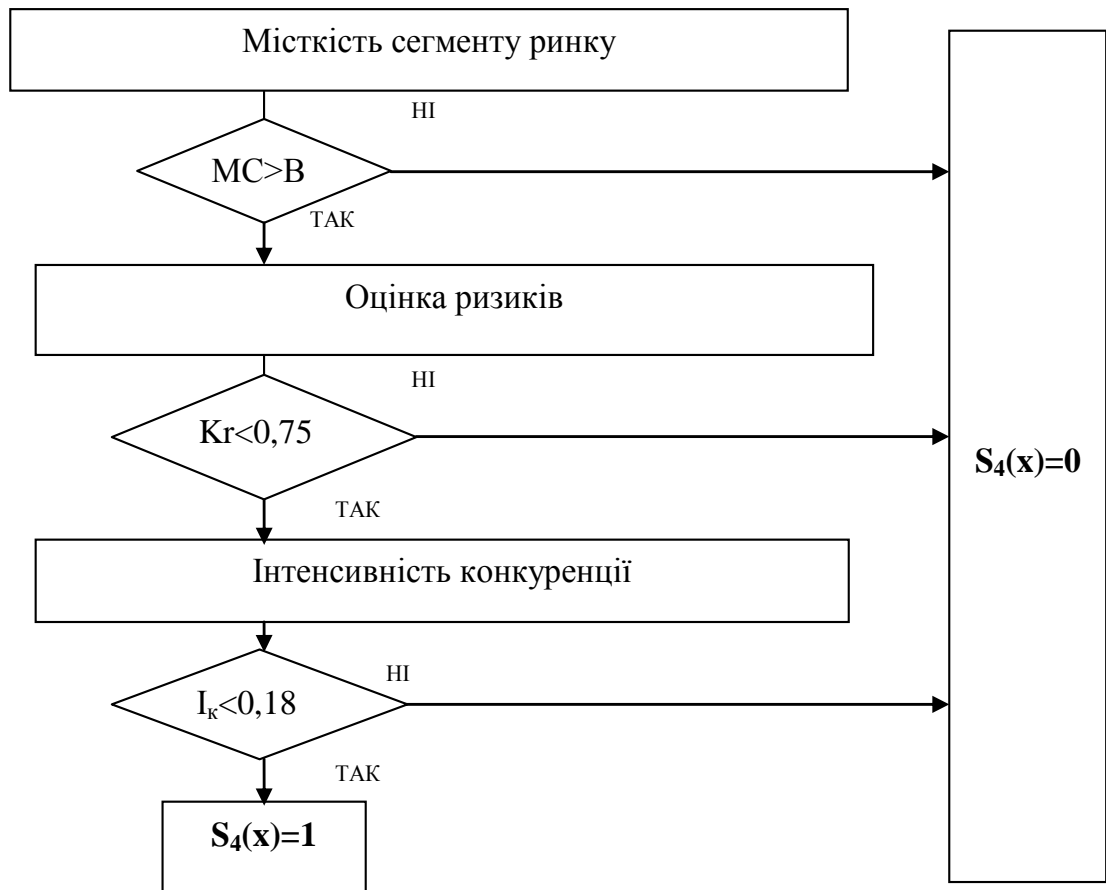 Місткість сегменту ринку
НІ
МС>В
ТАК
Оцінка ризиків
НІ
Kr<0,75
S₄(x)=0
ТАК
Інтенсивність конкуренції
НІ
Iк<0,18
ТАК
S₄(x)=1